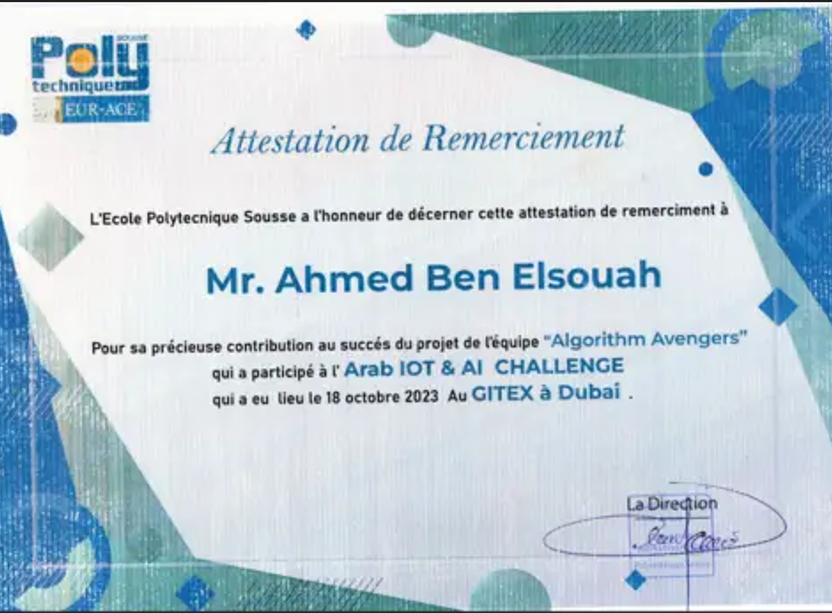 SOUSSE
Poly
technique
EUR-ACE
Attestation de Remerciement
L'Ecole Polytecnique Sousse a l'honneur de décerner cette attestation de remerciment à
Mr. Ahmed Ben Elsouah
Pour sa précieuse contribution au succés du projet de l'équipe "Algorithm Avengers"
qui a participé à l' Arab IOT & AI CHALLENGE
qui a eu lieu le 18 octobre 2023 Au GITEX à Dubai .
La Direction